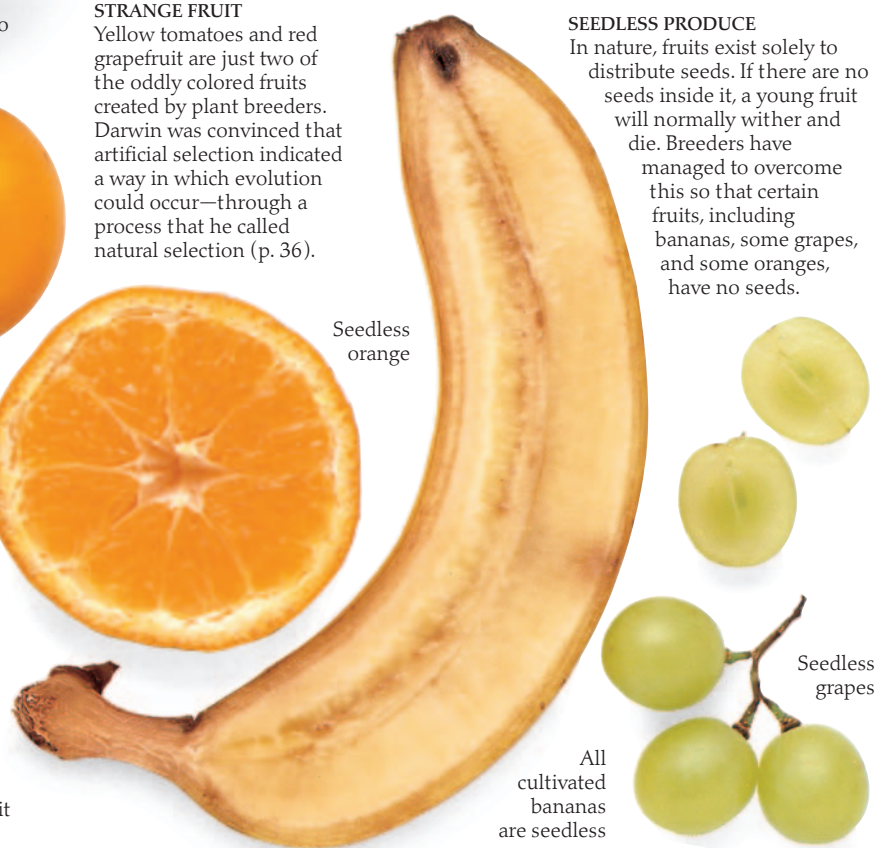 STRANGE FRUIT
Yellow tomatoes and red
grapefruit are just two of
the oddly colored fruits
created by plant breeders.
Darwin was convinced that
artificial selection indicated
a way in which evolution
could occur—through a
process that he called
natural selection (p. 36).
SEEDLESS PRODUCE
In nature, fruits exist solely to
distribute seeds. If there are no
seeds inside it, a young fruit
will normally wither and
die. Breeders have
managed to overcome
this so that certain
fruits, including
bananas, some grapes,
and some oranges,
have no seeds.
Seedless
orange
Seedless
grapes
All
cultivated
bananas
are seedless